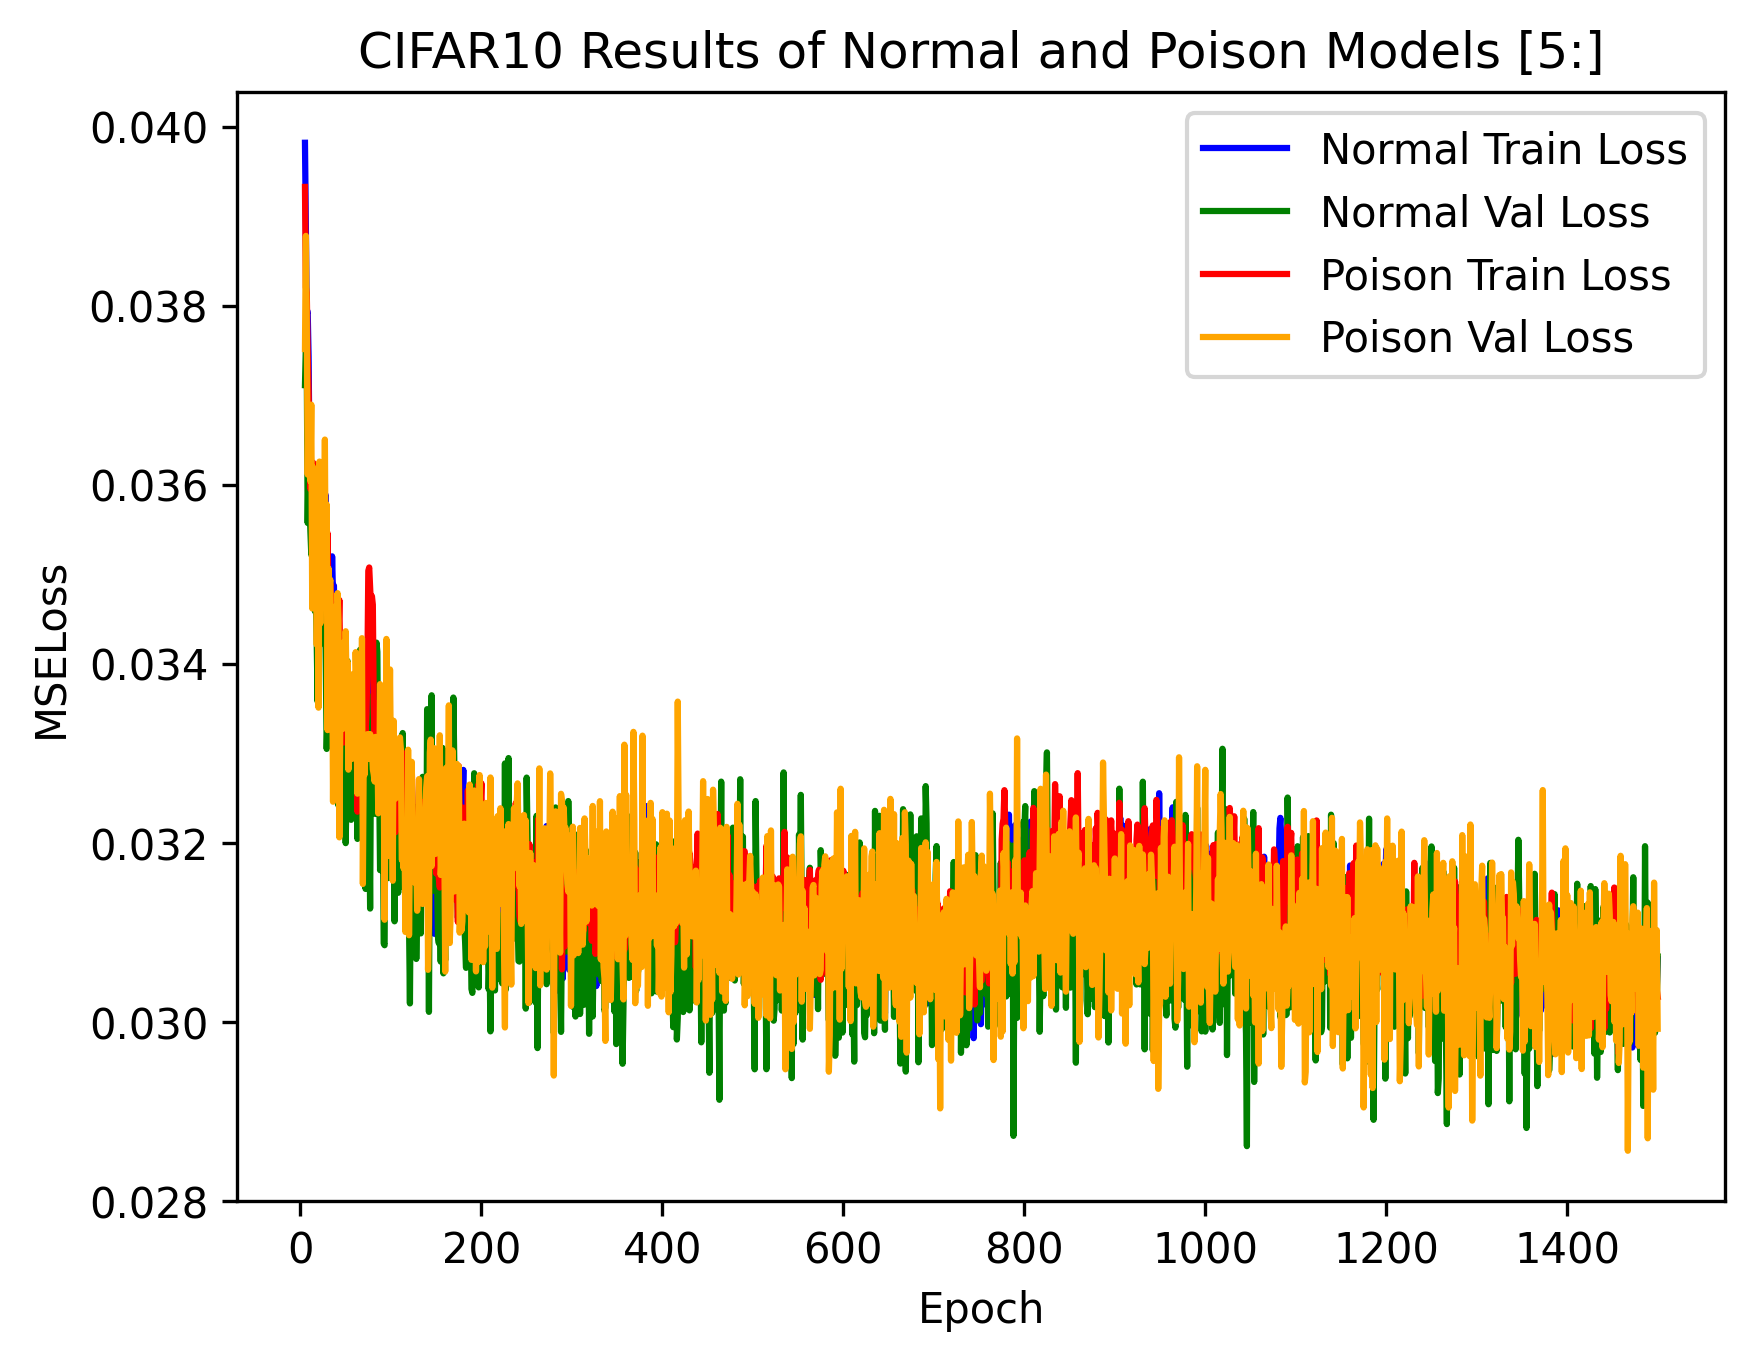 CIFAR10 Results of Normal and Poison Models [5:]
Normal Train Loss
Normal Val Loss
Poison Train Loss
Poison Val Loss
0.040
0.038
0.036
0.034
0.032
0.030
0.028
MSELoss
0 200 400 600 800 1000 1200 1400
Epoch